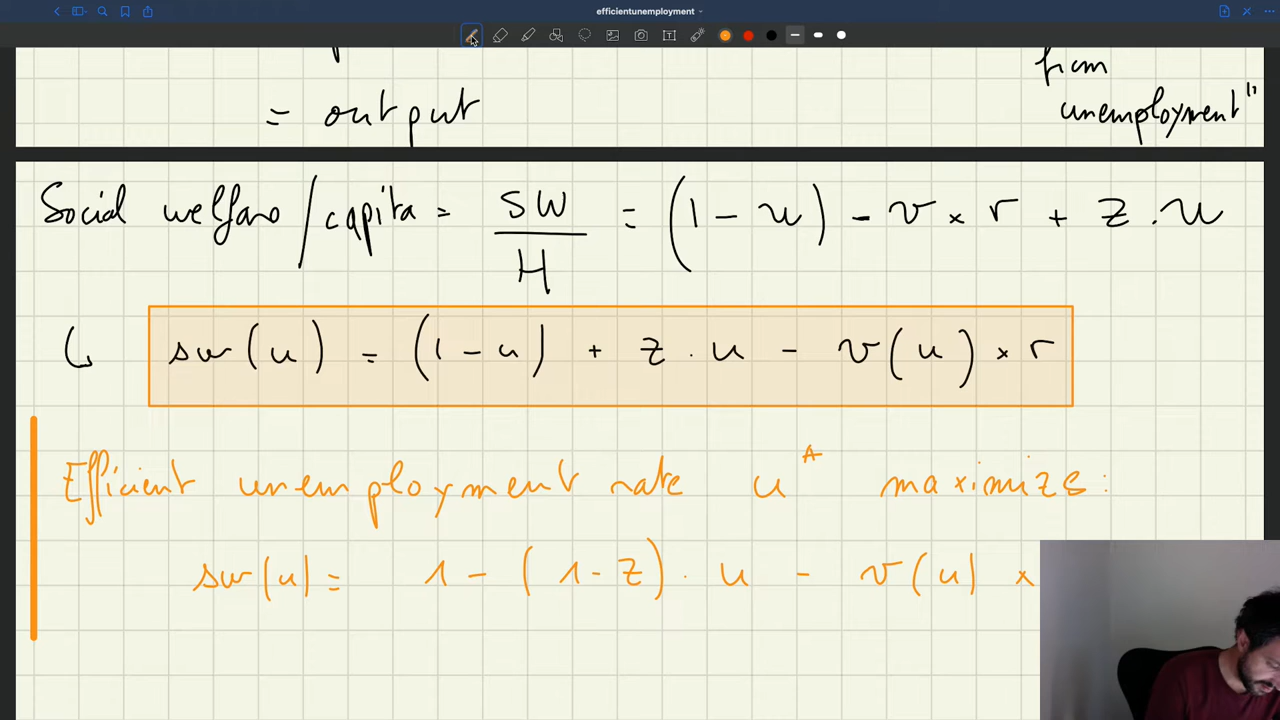 efficientunemployment
from
= output
unemployment"
Social welfare/capita = SW/H = (1 - u) - v × r + z . u
↳ sw(u) = (1 - u) + z . u - v(u) × r
Efficient unemployment rate u* maximizes:
sw(u) = 1 - (1 - z) . u - v(u) ×